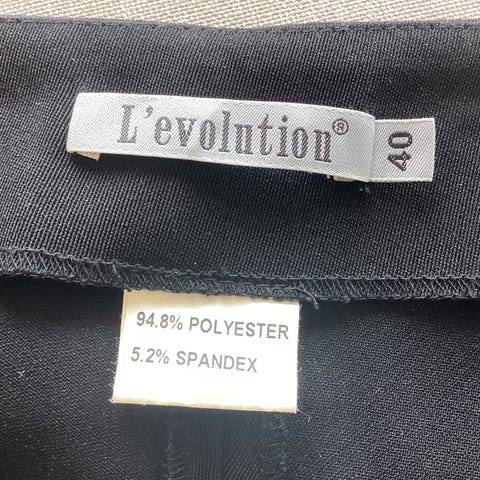 L'evolution®
40
94.8% POLYESTER
5.2% SPANDEX